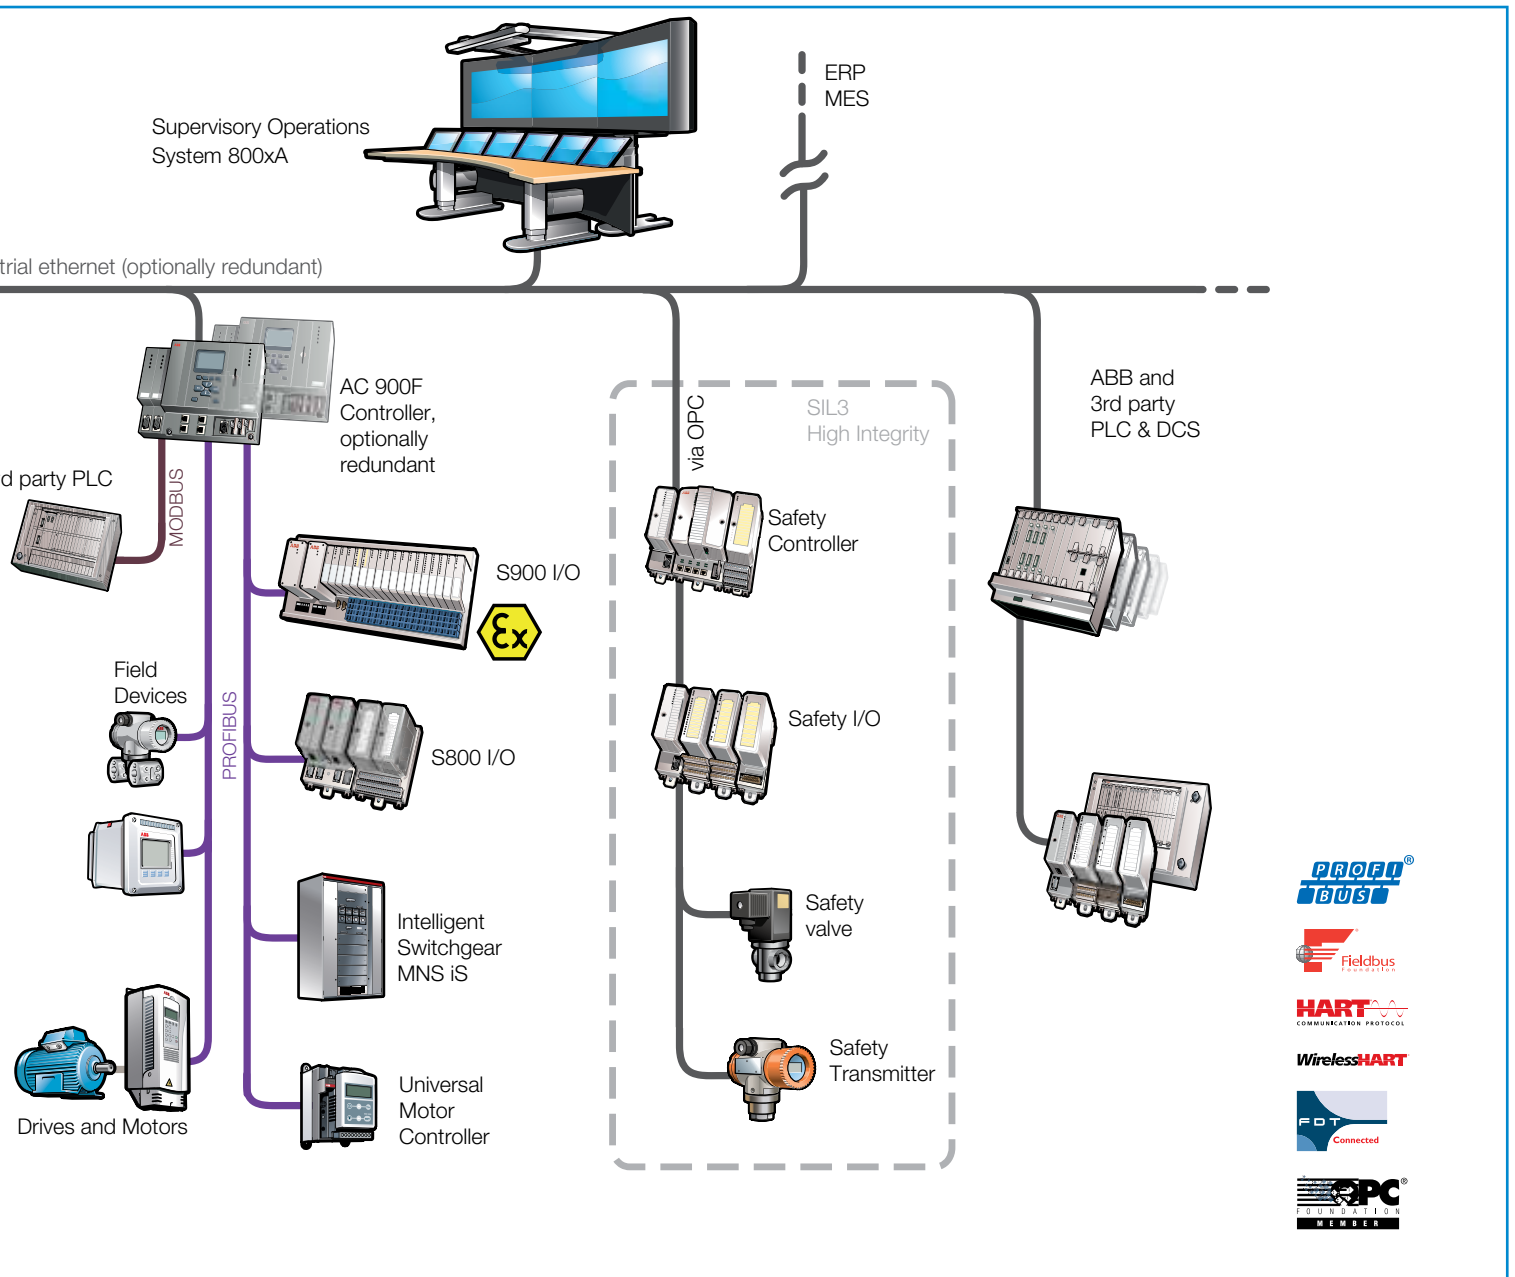 Supervisory Operations
System 800xA
ERP
MES
trial ethernet (optionally redundant)
AC 900F
Controller,
optionally
redundant
d party PLC
MODBUS
PROFIBUS
S900 I/O
εx
Field
Devices
S800 I/O
Intelligent
Switchgear
MNS iS
Drives and Motors
Universal
Motor
Controller
via OPC
SIL3
High Integrity
Safety
Controller
Safety I/O
Safety
valve
Safety
Transmitter
ABB and
3rd party
PLC & DCS
PROFI®
BUS
Fieldbus
Foundation
HART
COMMUNICATION PROTOCOL
WirelessHART
FDT
Connected
OPC®
FOUNDATION
MEMBER